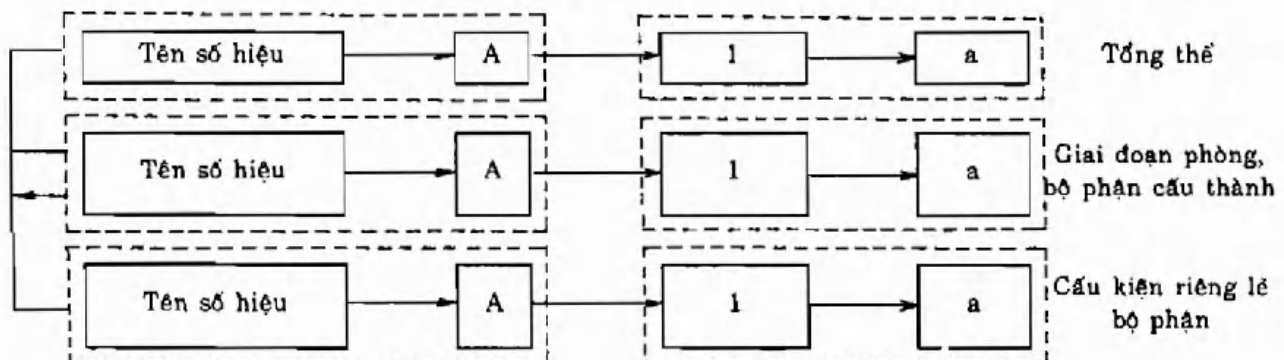 Tên số hiệu A 1 a Tổng thể
Tên số hiệu A 1 a Giai đoạn phòng,
bộ phận cấu thành
Tên số hiệu A 1 a Cấu kiện riêng lẻ
bộ phận